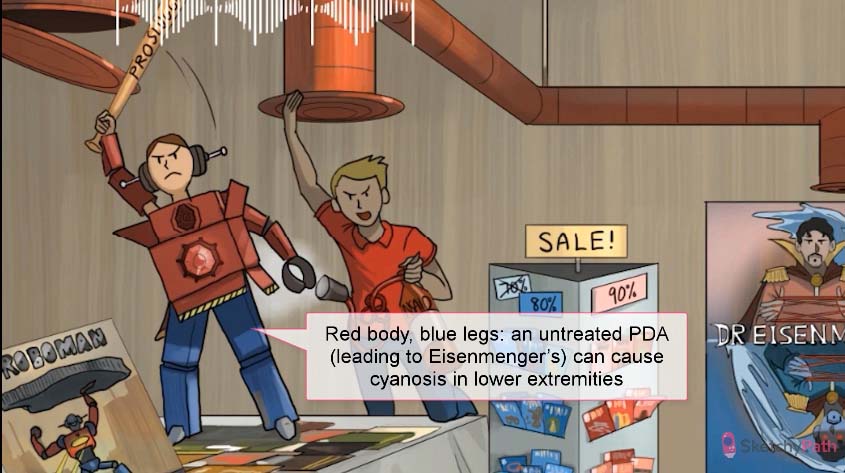 PROSI
SALE!
70%
80%
90%
Red body, blue legs: an untreated PDA
(leading to Eisenmenger's) can cause
cyanosis in lower extremities
ROBOMAN
DR EISENM
SketchyPath